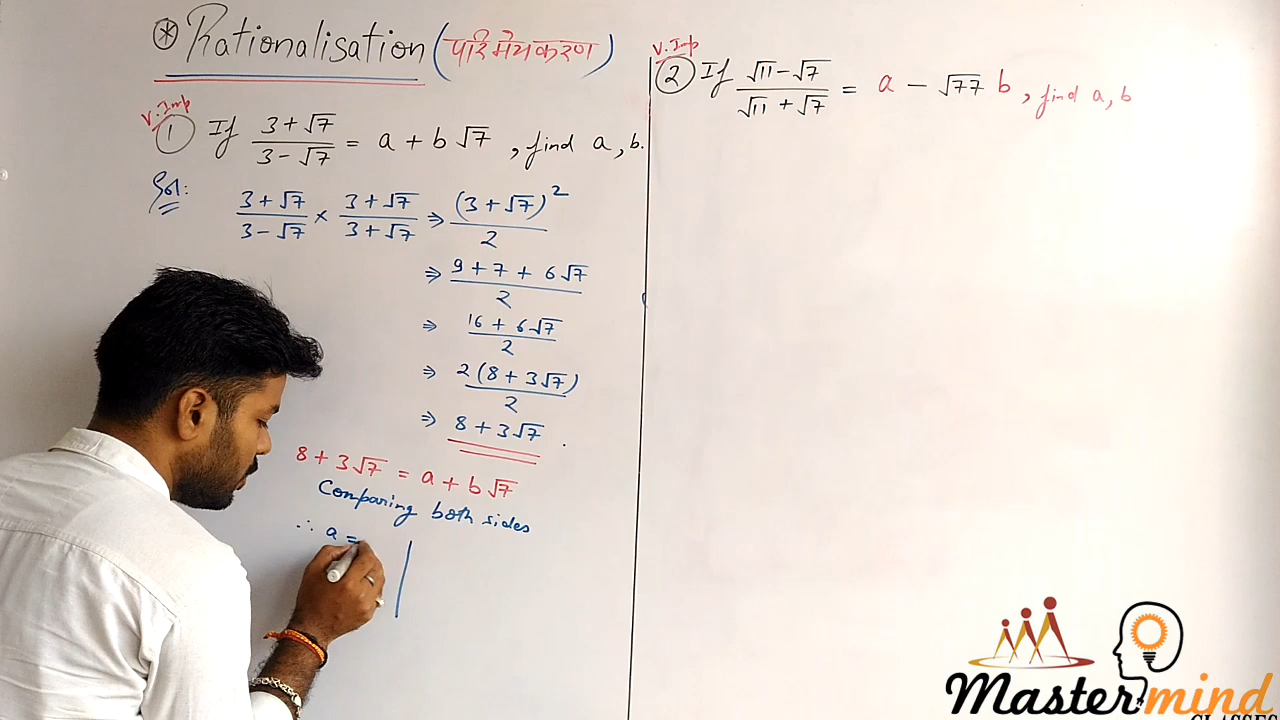 ⊛ Rationalisation (परिमेयकरण)
V. Imp
① If (3+√7)/(3-√7) = a + b√7, find a, b.
Sol:
(3+√7)/(3-√7) × (3+√7)/(3+√7) ⇒ (3+√7)²/2
⇒ (9+7+6√7)/2
⇒ (16+6√7)/2
⇒ 2(8+3√7)/2
⇒ 8+3√7.
8+3√7 = a+b√7
Comparing both sides
∴ a =
V. Imp
② If (√11-√7)/(√11+√7) = a - √77 b, find a, b
Mastermind
CLASSES